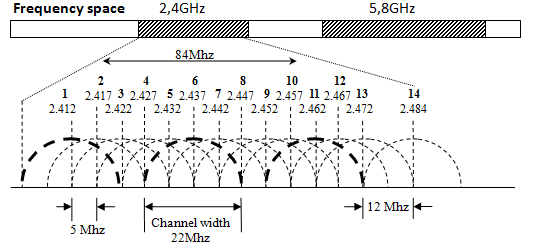 Frequency space 2,4GHz 5,8GHz
84Mhz
2 4 6 8 10 12
1 2.417 3 2.427 5 2.437 7 2.447 9 2.457 11 2.467 13 14
2.412 2.422 2.432 2.442 2.452 2.462 2.472 2.484
5 Mhz Channel width 12 Mhz
22Mhz